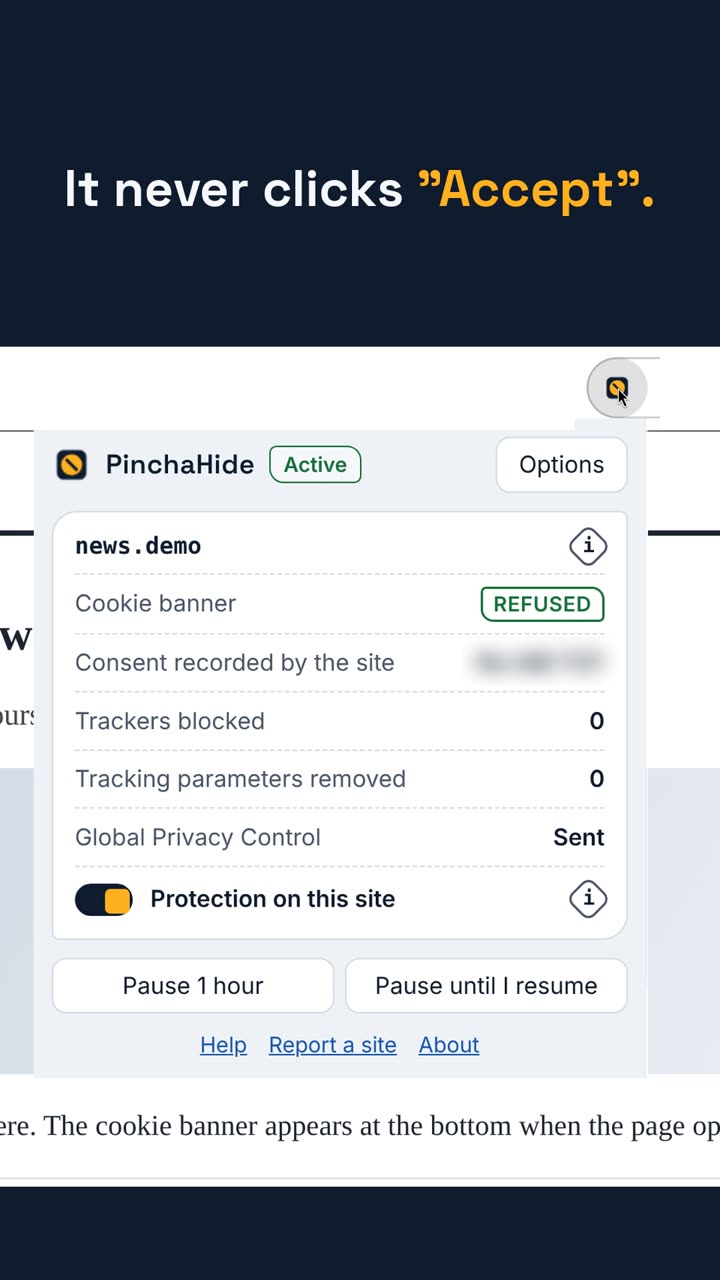 It never clicks ”Accept”.
PinchaHide
Active
Options
news.demo
i
Cookie banner
REFUSED
w
Consent recorded by the site
ours
Trackers blocked
0
Tracking parameters removed
0
Global Privacy Control
Sent
Protection on this site
i
Pause 1 hour
Pause until I resume
Help
Report a site
About
ere. The cookie banner appears at the bottom when the page op